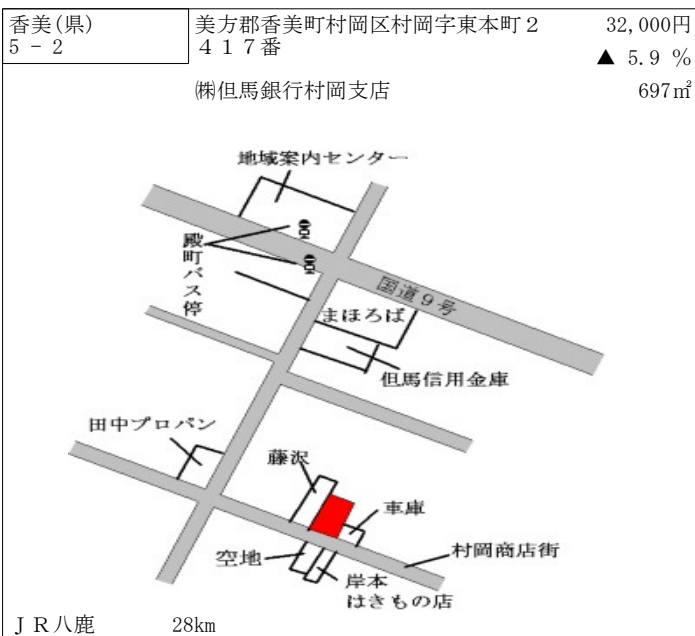 香美(県)
5 - 2
美方郡香美町村岡区村岡字東本町２
４１７番
32,000円
▲ 5.9 %
㈱但馬銀行村岡支店
697㎡
地域案内センター
殿町バス停
国道９号
まほろば
但馬信用金庫
田中プロパン
藤沢
車庫
村岡商店街
空地
岸本
はきもの店
ＪＲ八鹿
28km